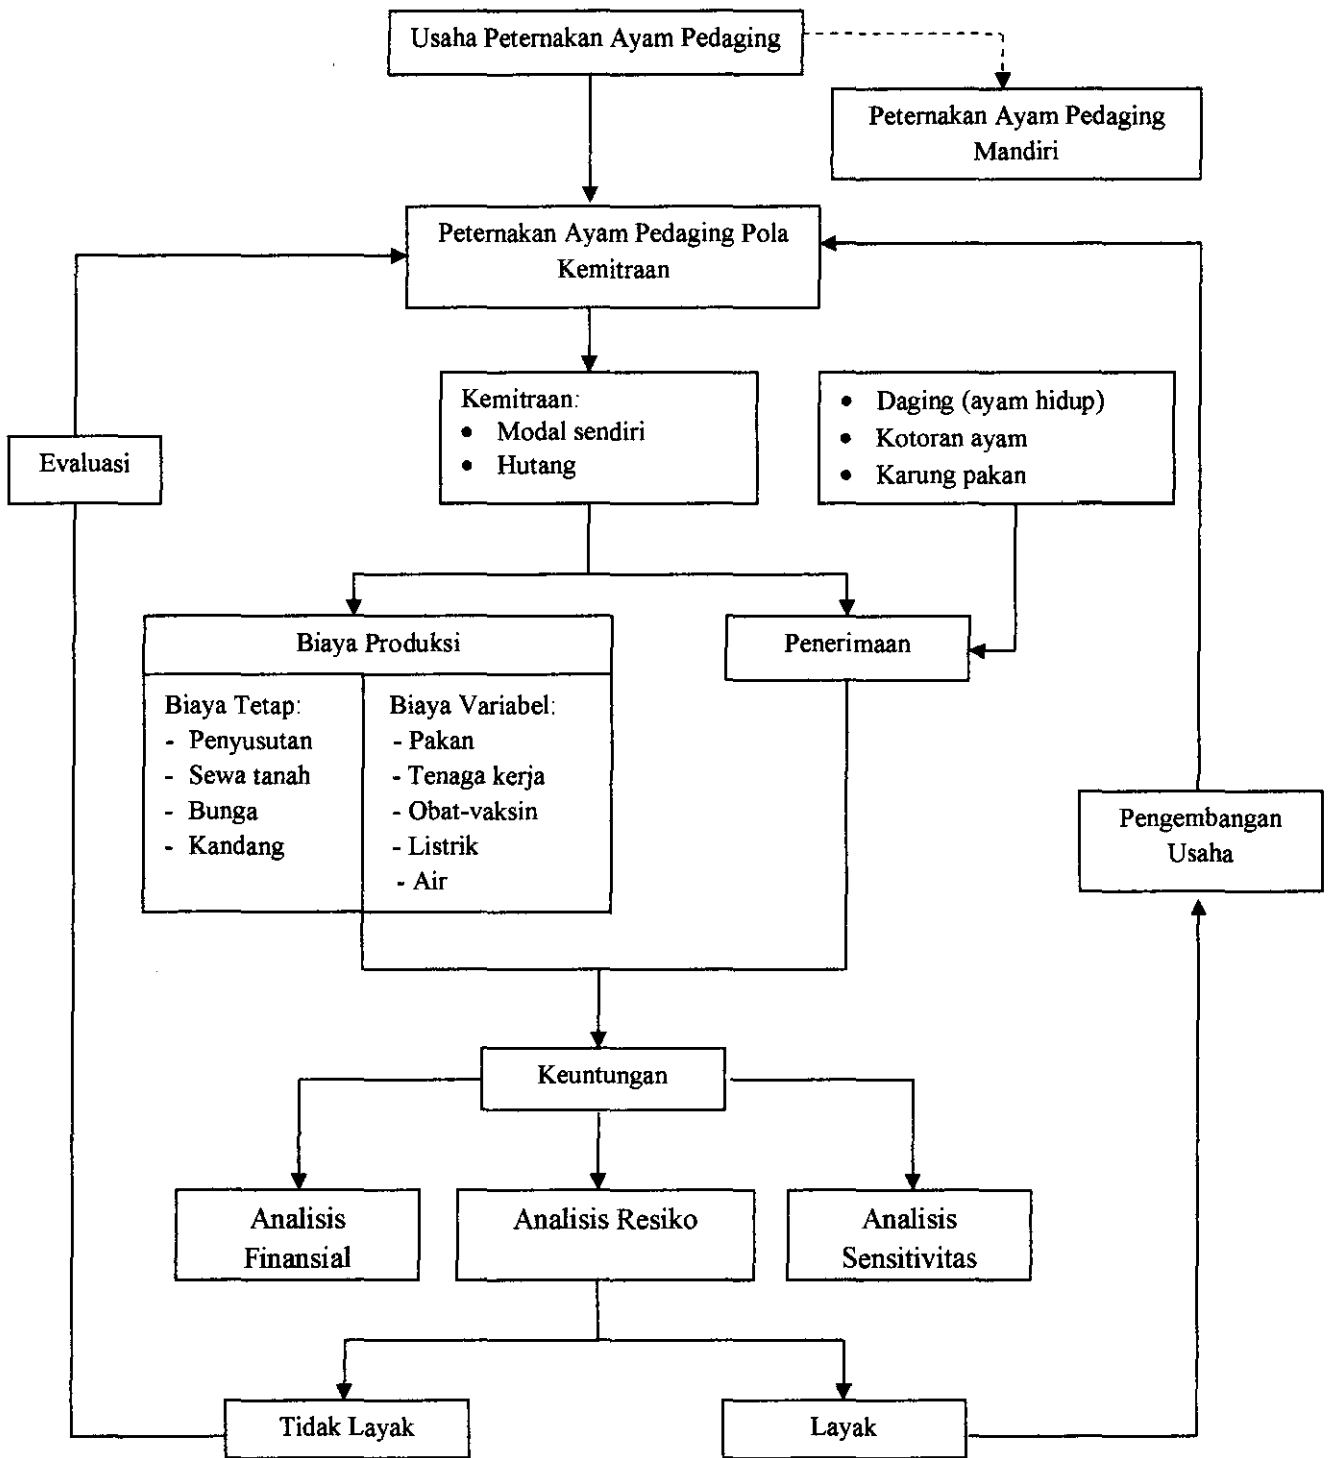 Usaha Peternakan Ayam Pedaging
Peternakan Ayam Pedaging
Mandiri
Peternakan Ayam Pedaging Pola
Kemitraan
Kemitraan:
• Modal sendiri
• Hutang
• Daging (ayam hidup)
• Kotoran ayam
• Karung pakan
Evaluasi
Biaya Produksi
Penerimaan
Biaya Tetap:
- Penyusutan
- Sewa tanah
- Bunga
- Kandang
Biaya Variabel:
- Pakan
- Tenaga kerja
- Obat-vaksin
- Listrik
- Air
Pengembangan
Usaha
Keuntungan
Analisis
Finansial
Analisis Resiko
Analisis
Sensitivitas
Tidak Layak
Layak